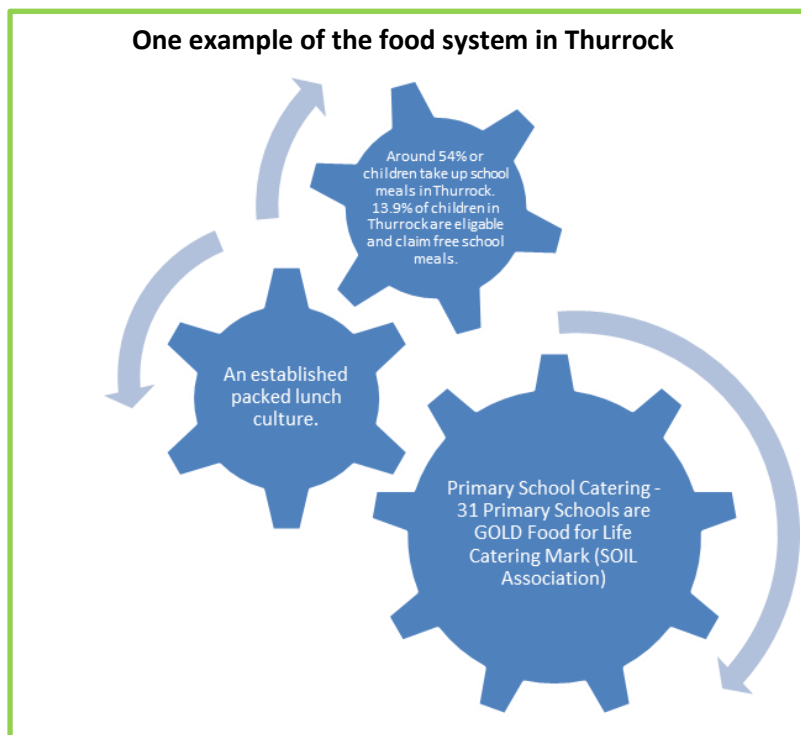 One example of the food system in Thurrock
Around 54% or
children take up school
meals in Thurrock.
13.9% of children in
Thurrock are eligable
and claim free school
meals.
An established
packed lunch
culture.
Primary School Catering -
31 Primary Schools are
GOLD Food for Life
Catering Mark (SOIL
Association)